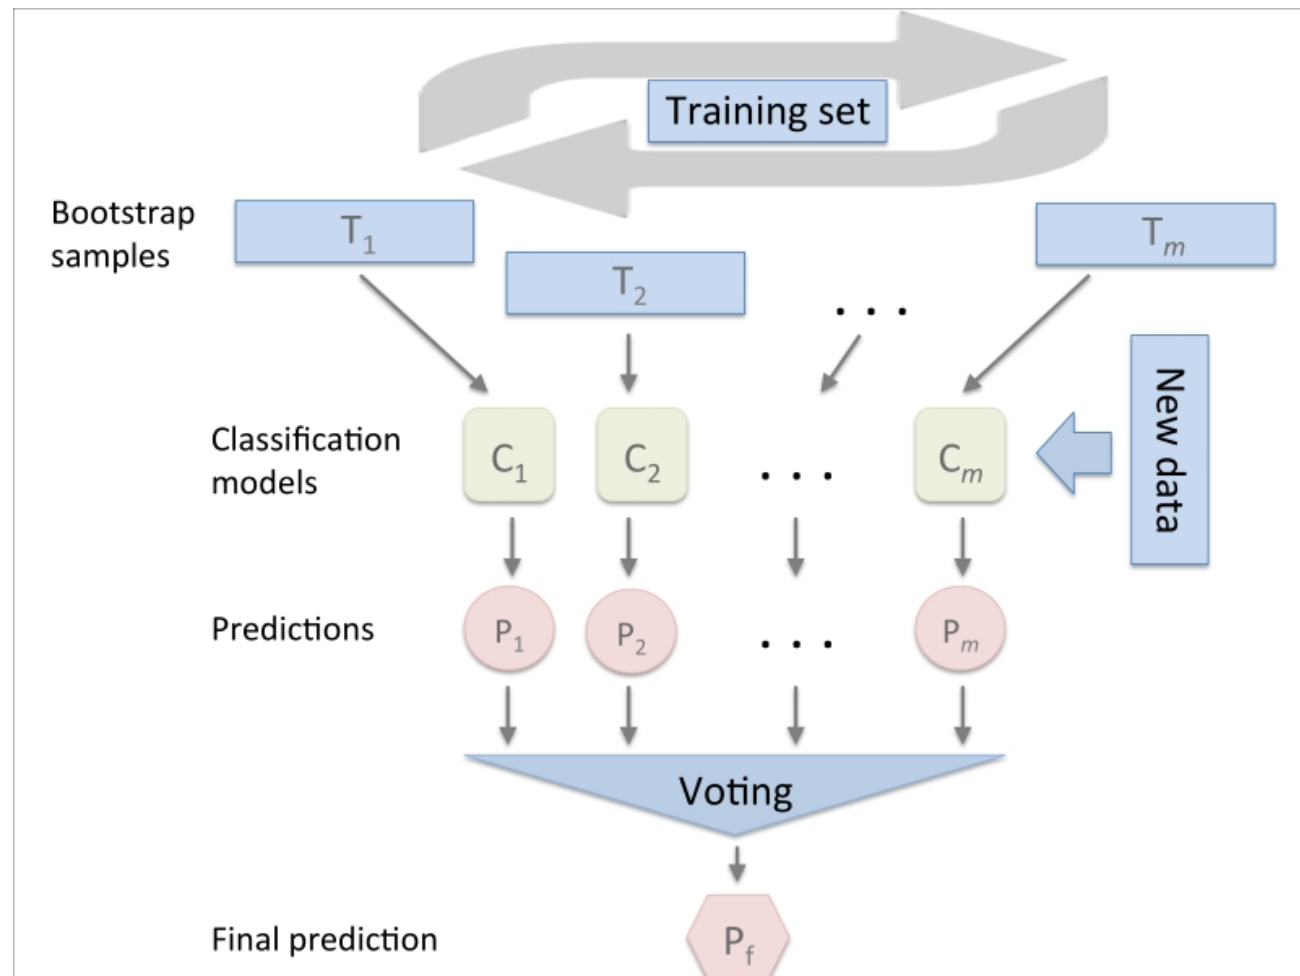 Training set
Bootstrap
samples
T1
T2
. . .
Tm
Classification
models
C1
C2
. . .
Cm
New data
Predictions
P1
P2
. . .
Pm
Voting
Final prediction
Pf